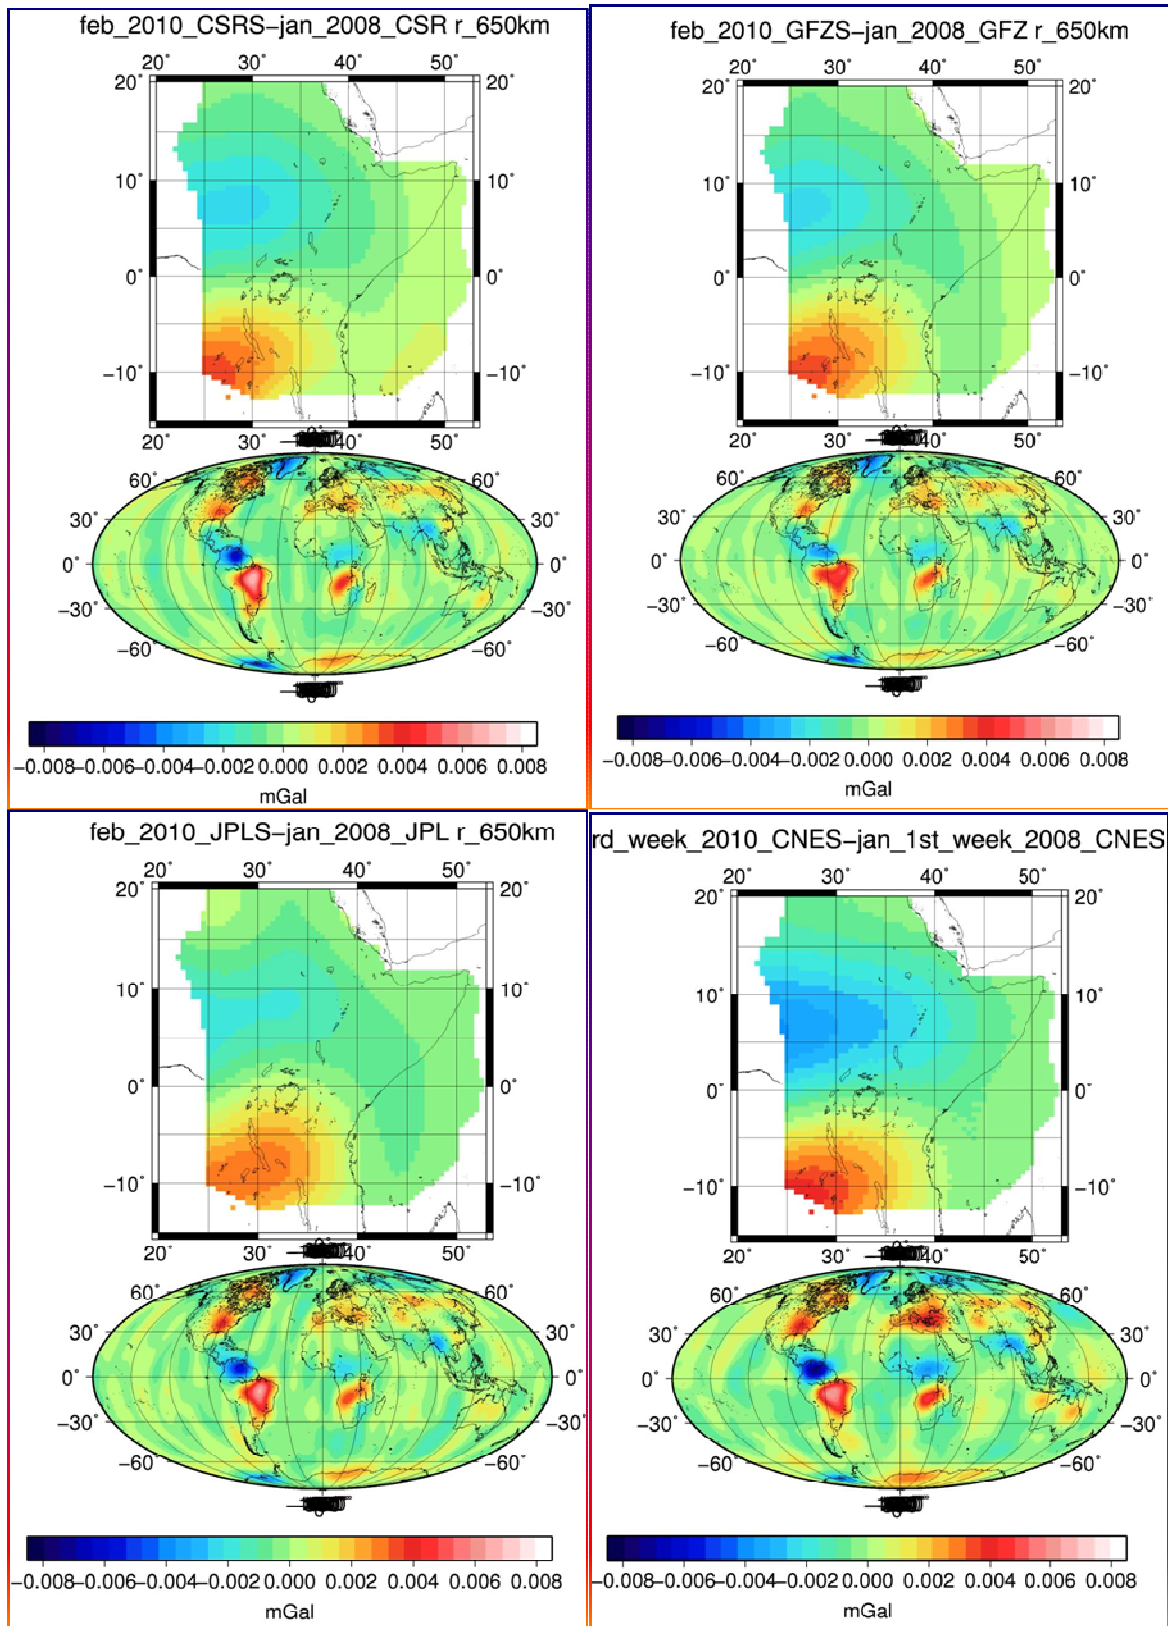 feb_2010_CSRS−jan_2008_CSR r_650km
20˚ 30˚ 40˚ 50˚
20˚ 20˚
10˚ 10˚
0˚ 0˚
−10˚ −10˚
20˚ 30˚ 40˚ 50˚
60˚ 60˚
30˚ 30˚
0˚ 0˚
−30˚ −30˚
−60˚ −60˚
−0.008 −0.006 −0.004 −0.002 0.000 0.002 0.004 0.006 0.008
mGal
feb_2010_GFZS−jan_2008_GFZ r_650km
20˚ 30˚ 40˚ 50˚
20˚ 20˚
10˚ 10˚
0˚ 0˚
−10˚ −10˚
20˚ 30˚ 40˚ 50˚
60˚ 60˚
30˚ 30˚
0˚ 0˚
−30˚ −30˚
−60˚ −60˚
−0.008 −0.006 −0.004 −0.002 0.000 0.002 0.004 0.006 0.008
mGal
feb_2010_JPLS−jan_2008_JPL r_650km
20˚ 30˚ 40˚ 50˚
20˚ 20˚
10˚ 10˚
0˚ 0˚
−10˚ −10˚
20˚ 30˚ 40˚ 50˚
60˚ 60˚
30˚ 30˚
0˚ 0˚
−30˚ −30˚
−60˚ −60˚
−0.008 −0.006 −0.004 −0.002 0.000 0.002 0.004 0.006 0.008
mGal
rd_week_2010_CNES−jan_1st_week_2008_CNES
20˚ 30˚ 40˚ 50˚
20˚ 20˚
10˚ 10˚
0˚ 0˚
−10˚ −10˚
20˚ 30˚ 40˚ 50˚
60˚ 60˚
30˚ 30˚
0˚ 0˚
−30˚ −30˚
−60˚ −60˚
−0.008 −0.006 −0.004 −0.002 0.000 0.002 0.004 0.006 0.008
mGal